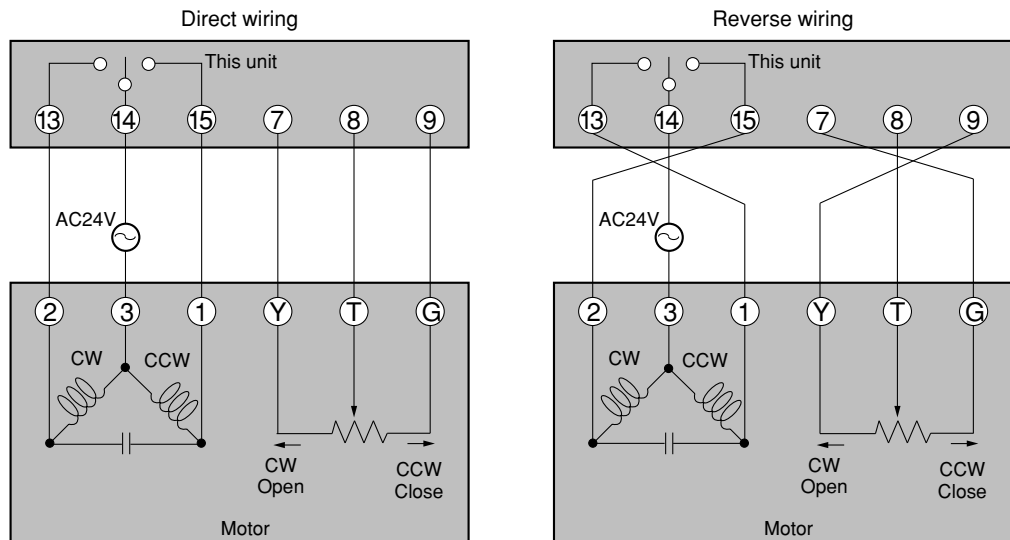 Direct wiring
This unit
13 14 15 7 8 9
AC24V
2 3 1 Y T G
CW CCW
CW
Open
CCW
Close
Motor
Reverse wiring
This unit
13 14 15 7 8 9
AC24V
2 3 1 Y T G
CW CCW
CW
Open
CCW
Close
Motor